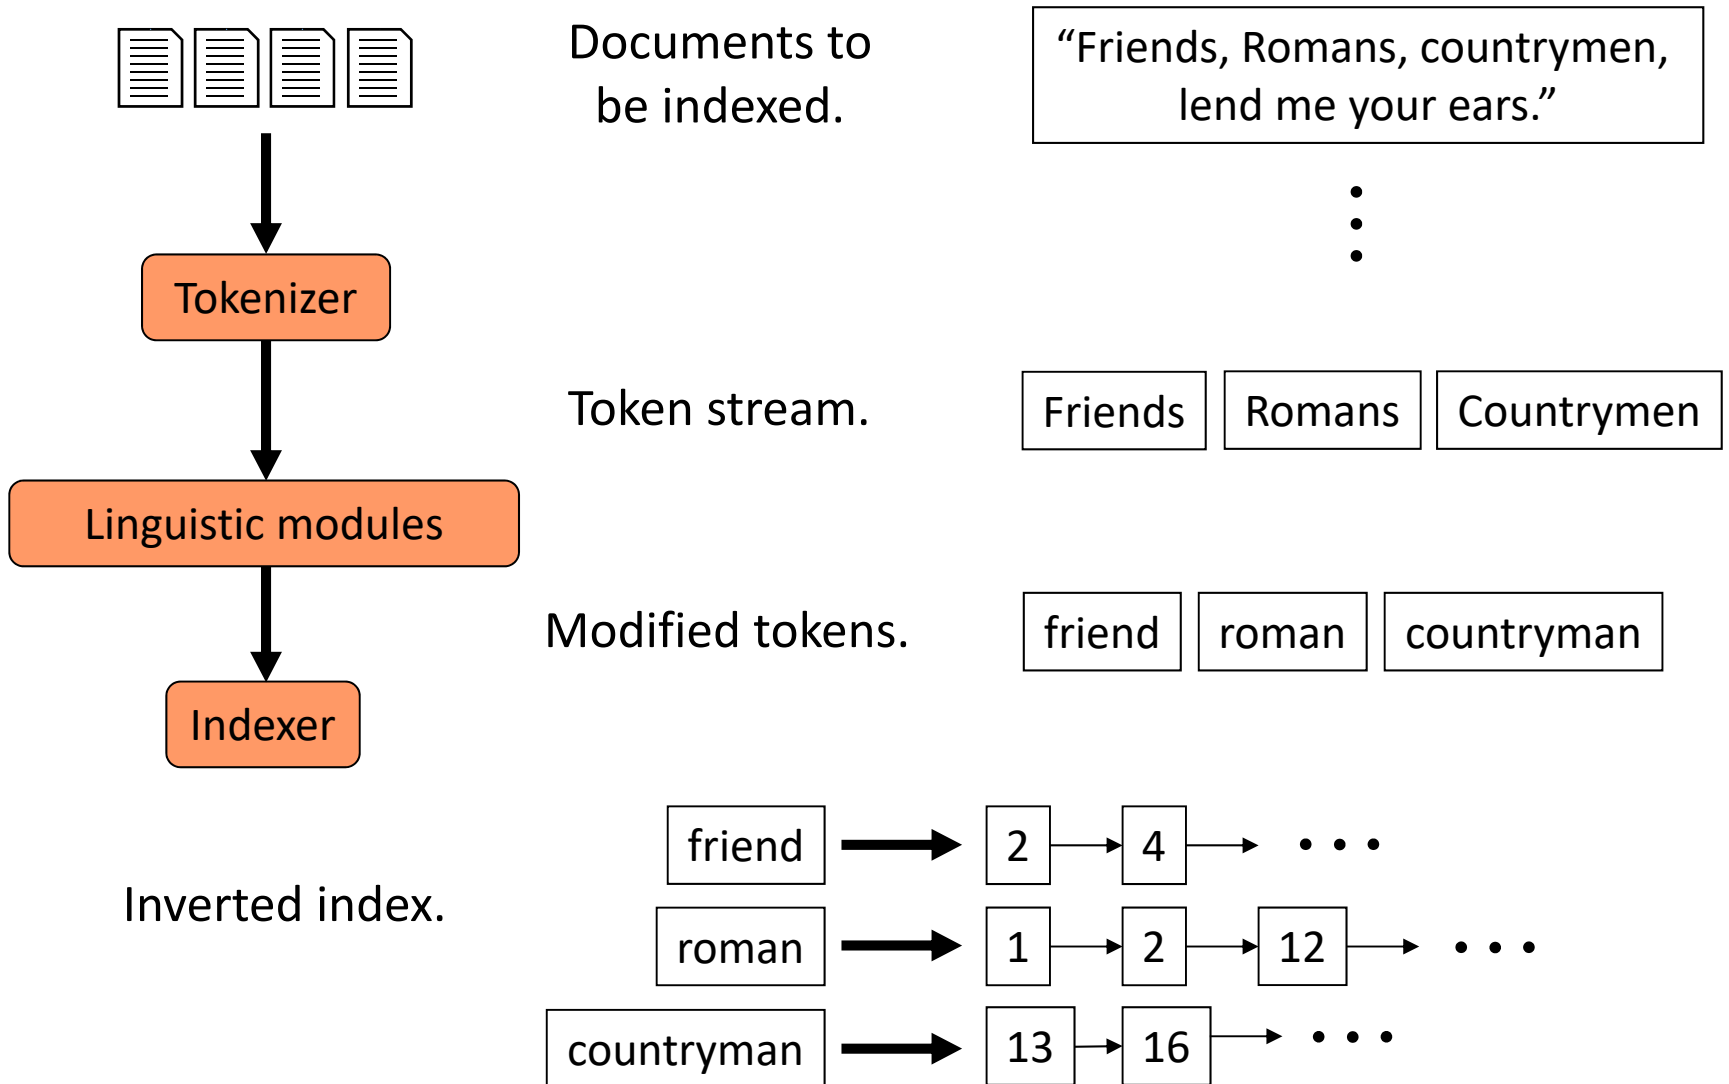 Documents to
be indexed.
“Friends, Romans, countrymen,
lend me your ears.”
Tokenizer
Token stream.
Friends Romans Countrymen
Linguistic modules
Modified tokens.
friend roman countryman
Indexer
Inverted index.
friend 2 4
roman 1 2 12
countryman 13 16